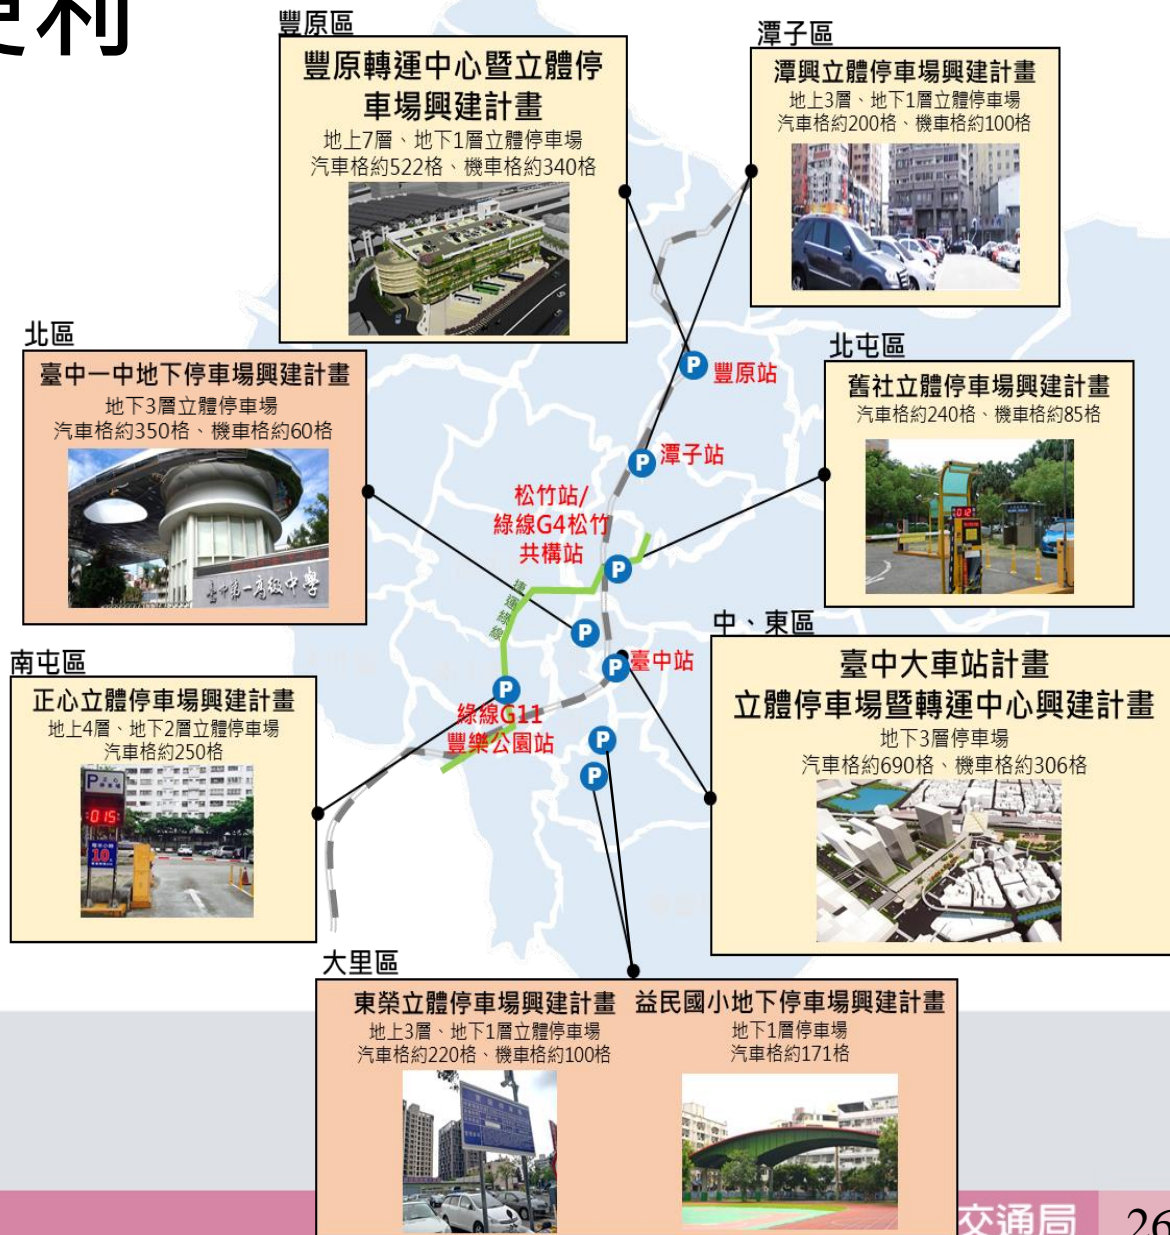 便利
豐原區
豐原轉運中心暨立體停
車場興建計畫
地上7層、地下1層立體停車場
汽車格約522格、機車格約340格
潭子區
潭興立體停車場興建計畫
地上3層、地下1層立體停車場
汽車格約200格、機車格約100格
北區
臺中一中地下停車場興建計畫
地下3層立體停車場
汽車格約350格、機車格約60格
臺中第一高級中學
北屯區
舊社立體停車場興建計畫
汽車格約240格、機車格約85格
012
P
豐原站
P
潭子站
松竹站/
綠線G4松竹
共構站
P
捷運綠線
P
P
臺中站
P
綠線G11
豐樂公園站
P
P
南屯區
正心立體停車場興建計畫
地上4層、地下2層立體停車場
汽車格約250格
P
015
10
中、東區
臺中大車站計畫
立體停車場暨轉運中心興建計畫
地下3層停車場
汽車格約690格、機車格約306格
大里區
東榮立體停車場興建計畫
地上3層、地下1層立體停車場
汽車格約220格、機車格約100格
益民國小地下停車場興建計畫
地下1層停車場
汽車格約171格
交通局
26